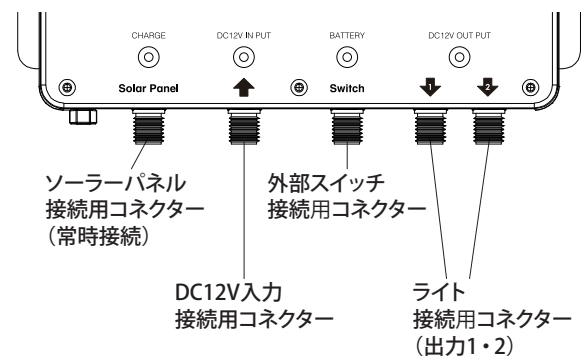 CHARGE DC12V IN PUT BATTERY DC12V OUT PUT
Solar Panel Switch 1 2
ソーラーパネル
接続用コネクター
（常時接続）
外部スイッチ
接続用コネクター
DC12V入力
接続用コネクター
ライト
接続用コネクター
（出力1・2）